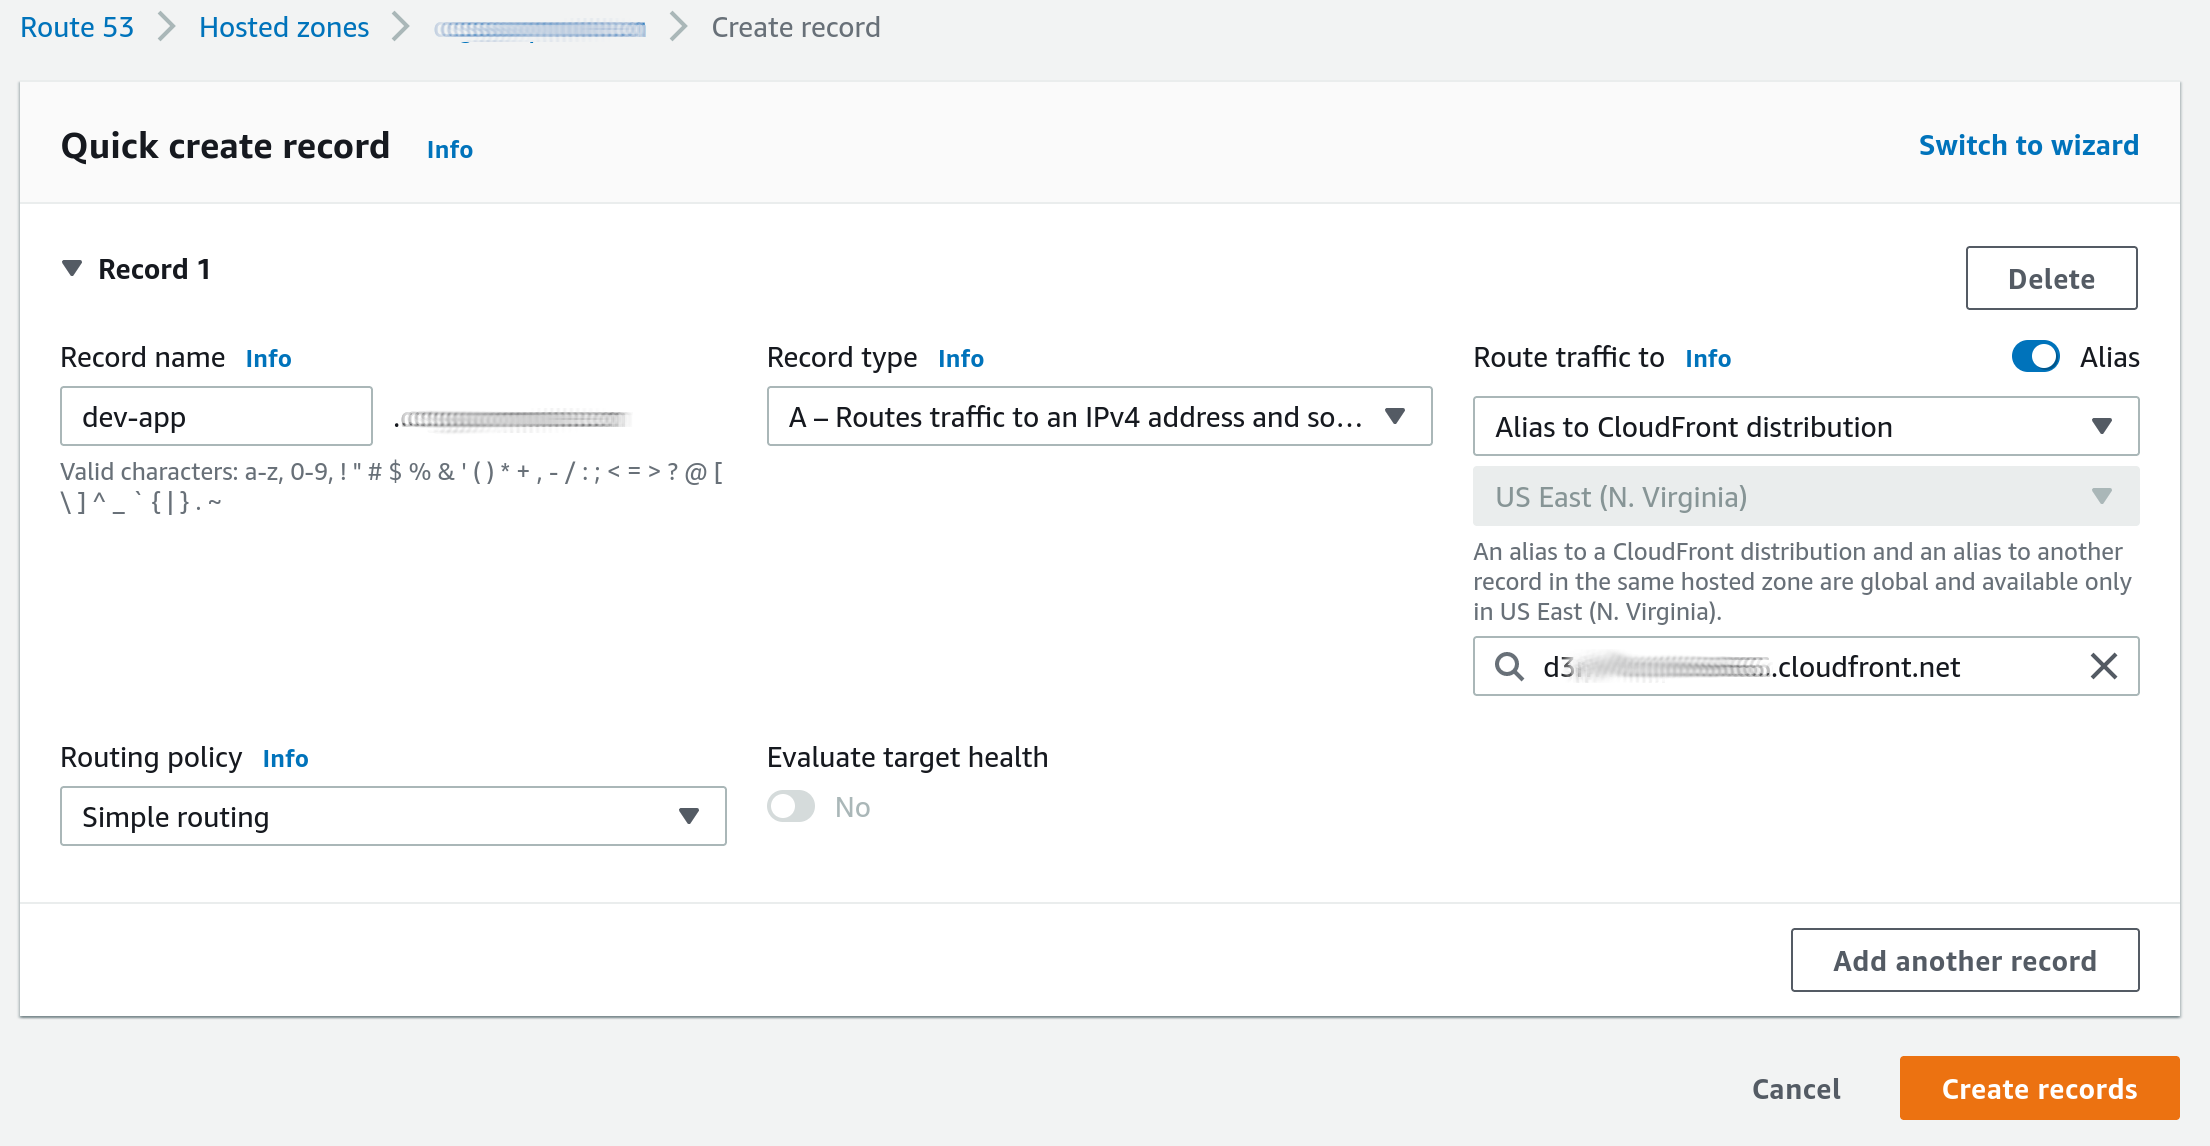 Route 53 Hosted zones Create record
Quick create record Info Switch to wizard
Record 1 Delete
Record name Info
dev-app .
Valid characters: a-z, 0-9, ! " # $ % & ' ( ) * + , - / : ; < = > ? @ [
\ ] ^ _ ` { | } . ~
Record type Info
A – Routes traffic to an IPv4 address and so...
Route traffic to Info Alias
Alias to CloudFront distribution
US East (N. Virginia)
An alias to a CloudFront distribution and an alias to another
record in the same hosted zone are global and available only
in US East (N. Virginia).
d3 .cloudfront.net
Routing policy Info
Simple routing
Evaluate target health
No
Add another record
Cancel Create records